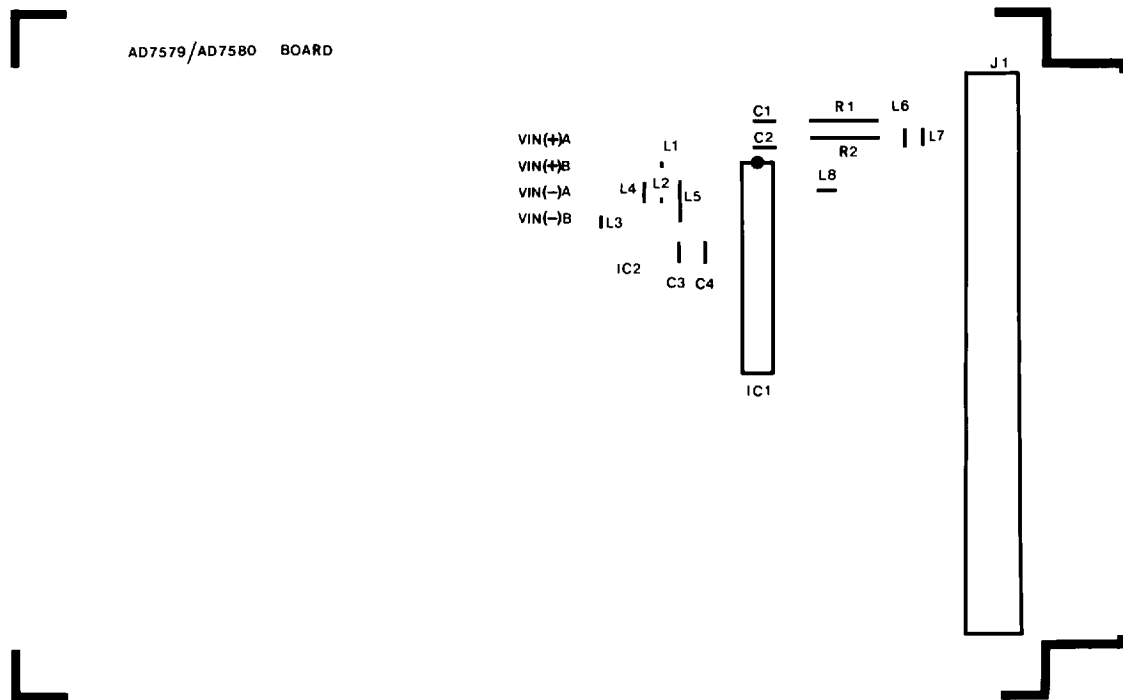 AD7579/AD7580 BOARD
J1
C1
R1
L6
VIN(+)A
L1
C2
R2
L7
VIN(+)B
VIN(−)A
L4
L2
L5
L8
VIN(−)B
L3
IC2
C3
C4
IC1